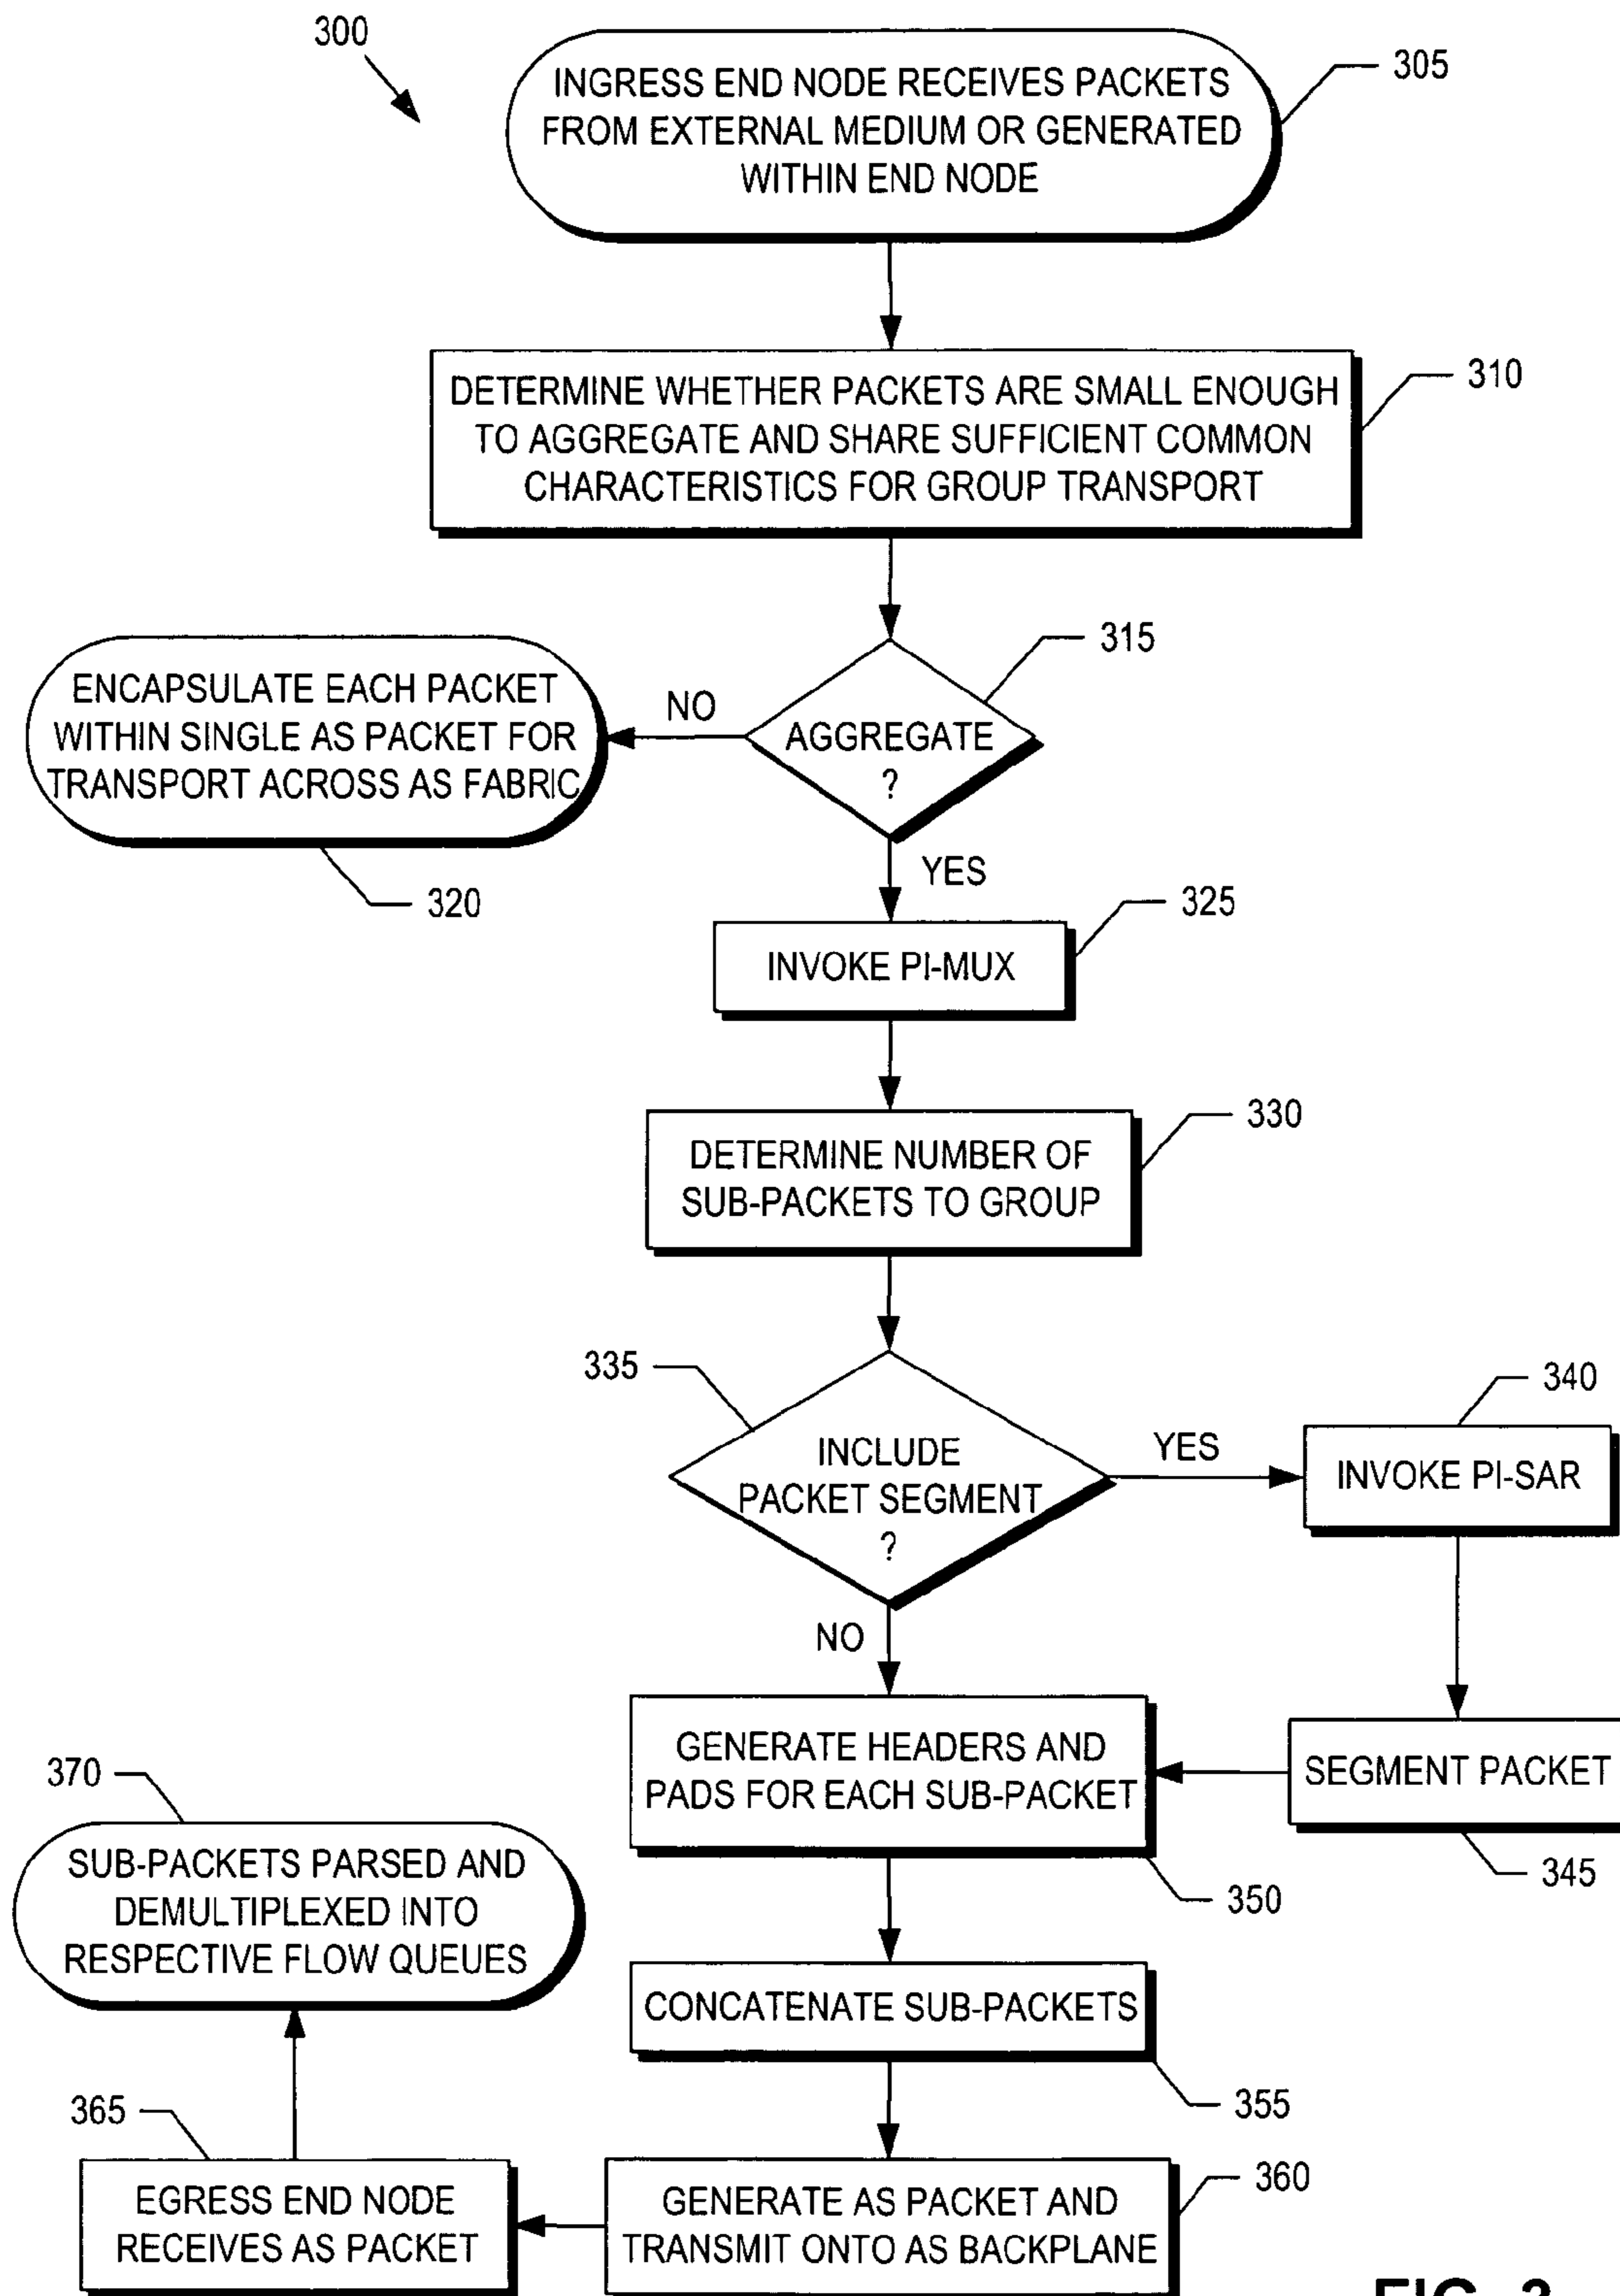 300
INGRESS END NODE RECEIVES PACKETS
FROM EXTERNAL MEDIUM OR GENERATED
WITHIN END NODE
305
DETERMINE WHETHER PACKETS ARE SMALL ENOUGH
TO AGGREGATE AND SHARE SUFFICIENT COMMON
CHARACTERISTICS FOR GROUP TRANSPORT
310
AGGREGATE
?
315
NO
ENCAPSULATE EACH PACKET
WITHIN SINGLE AS PACKET FOR
TRANSPORT ACROSS AS FABRIC
320
YES
INVOKE PI-MUX
325
DETERMINE NUMBER OF
SUB-PACKETS TO GROUP
330
335
INCLUDE
PACKET SEGMENT
?
YES
INVOKE PI-SAR
340
NO
SEGMENT PACKET
345
GENERATE HEADERS AND
PADS FOR EACH SUB-PACKET
350
CONCATENATE SUB-PACKETS
355
GENERATE AS PACKET AND
TRANSMIT ONTO AS BACKPLANE
360
365
EGRESS END NODE
RECEIVES AS PACKET
370
SUB-PACKETS PARSED AND
DEMULTIPLEXED INTO
RESPECTIVE FLOW QUEUES
FIG. 3